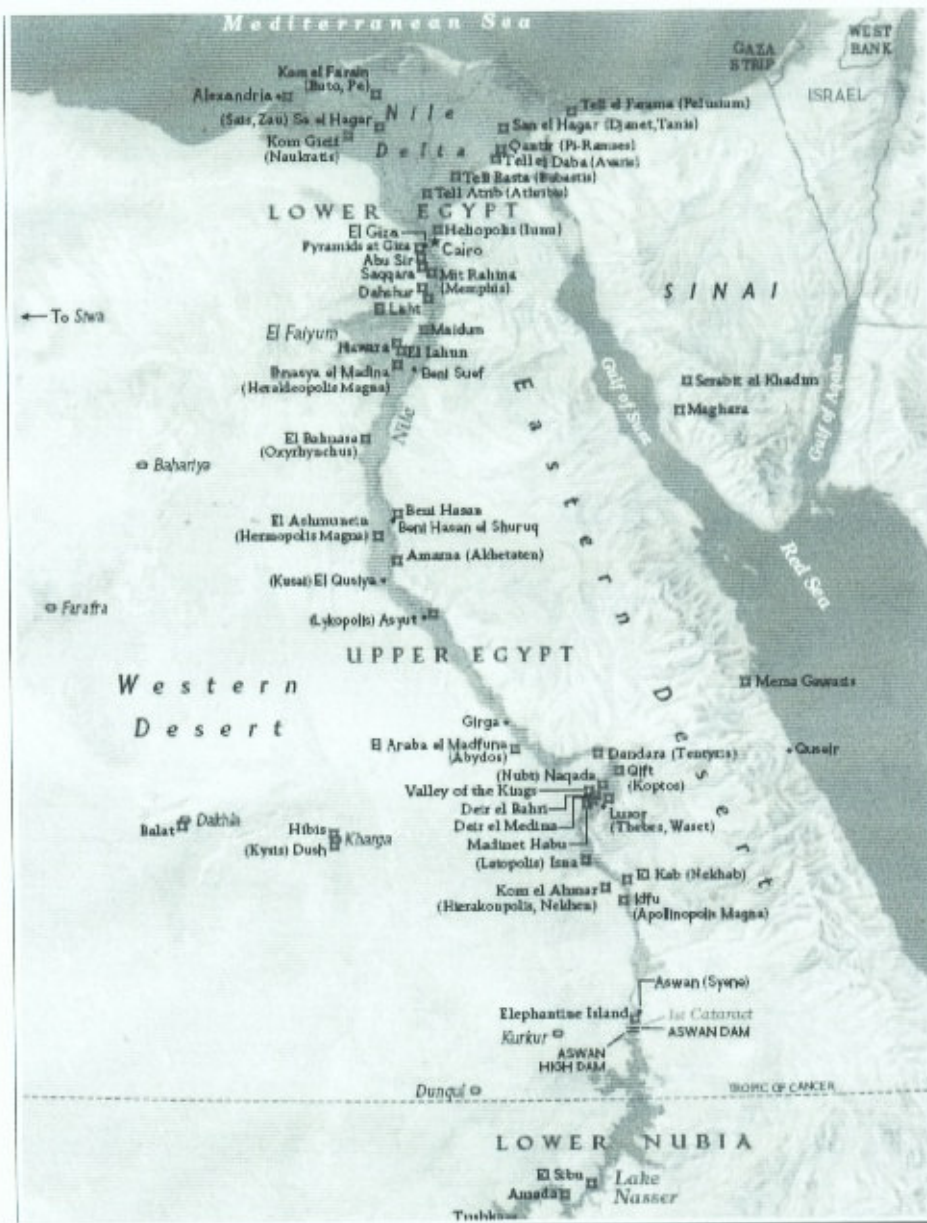 Mediterranean Sea
GAZA
STRIP
WEST
BANK
ISRAEL
Kom el Farain
(Buto, Pe)
Alexandria
(Sais, Zau) Sa el Hagar
Nile
Delta
Kom Gieif
(Naukratis)
Tell el Farama (Pelusium)
San el Hagar (Djanet, Tanis)
Qantir (Pi-Ramses)
Tell el Daba (Avaris)
Tell Basta (Bubastis)
Tell Atrib (Athribis)
LOWER EGYPT
El Giza
Heliopolis (Iunu)
Pyramids at Giza
Cairo
Abu Sir
Saqqara
Mit Rahina
(Memphis)
Dahshur
Lisht
SINAI
To Siwa
El Faiyum
Maidum
Hawara
El Lahun
Ihnasya el Madina
(Herakleopolis Magna)
Beni Suef
Eastern Desert
Gulf of Suez
Serabit el Khadim
Maghara
Gulf of Aqaba
Nile
El Bahnasa
(Oxyrhynchus)
Bahariya
Beni Hasan
Beni Hasan el Shuruq
El Ashmunein
(Hermopolis Magna)
Amarna (Akhetaten)
(Kusai) El Qusiya
Red Sea
Farafra
(Lykopolis) Asyut
UPPER EGYPT
Western
Desert
Mersa Gawasis
Girga
El Araba el Madfuna
(Abydos)
Dandara (Tentyris)
Quseir
(Nubt) Naqada
Qift
(Koptos)
Valley of the Kings
Deir el Bahri
Deir el Medina
Luxor
(Thebes, Waset)
Madinet Habu
Balat
Dakhla
Hibis
(Kysis) Dush
Kharga
(Latopolis) Isna
El Kab (Nekhab)
Kom el Ahmar
(Hierakonpolis, Nekhen)
Idfu
(Apollinopolis Magna)
Aswan (Syene)
Elephantine Island
1st Cataract
ASWAN DAM
Kurkur
ASWAN
HIGH DAM
Dungul
TROPIC OF CANCER
LOWER NUBIA
El Sibu
Lake
Nasser
Amada
Tushka